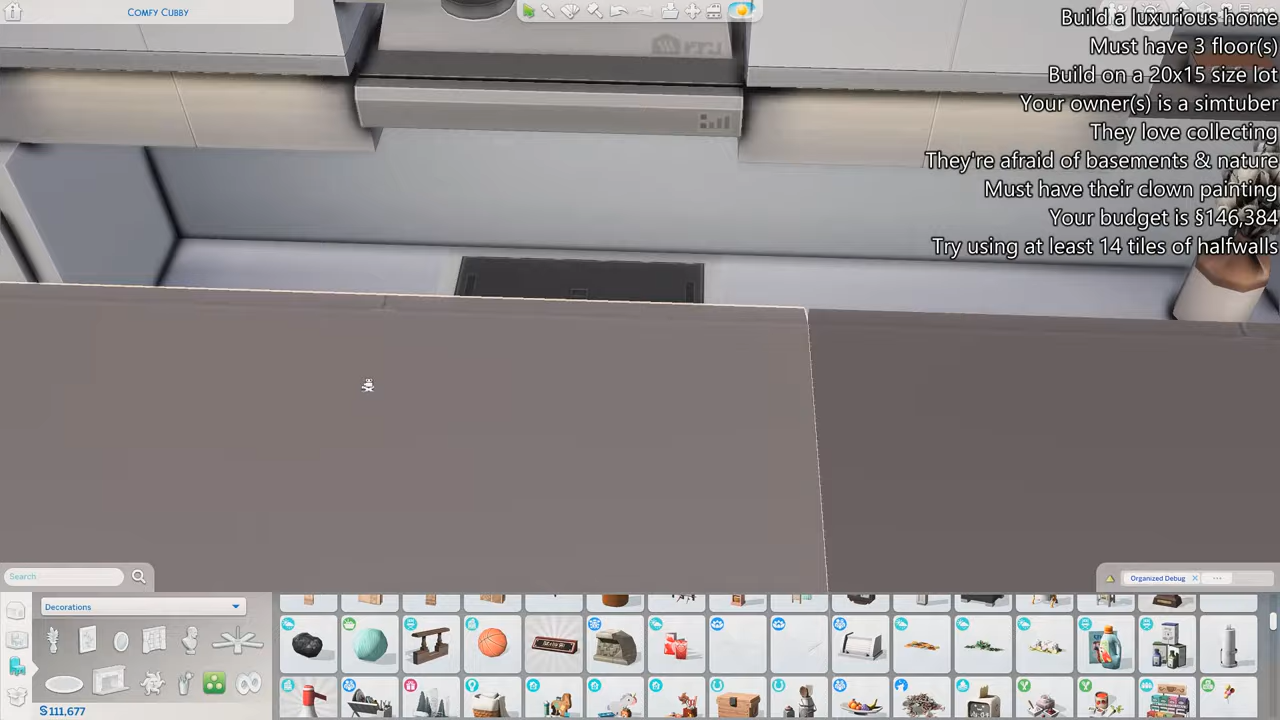 COMFY CUBBY
Build a luxurious home
Must have 3 floor(s)
Build on a 20x15 size lot
Your owner(s) is a simtuber
They love collecting
They're afraid of basements & nature
Must have their clown painting
Your budget is §146,384
Try using at least 14 tiles of halfwalls
Search
Organized Debug
Decorations
§111,677